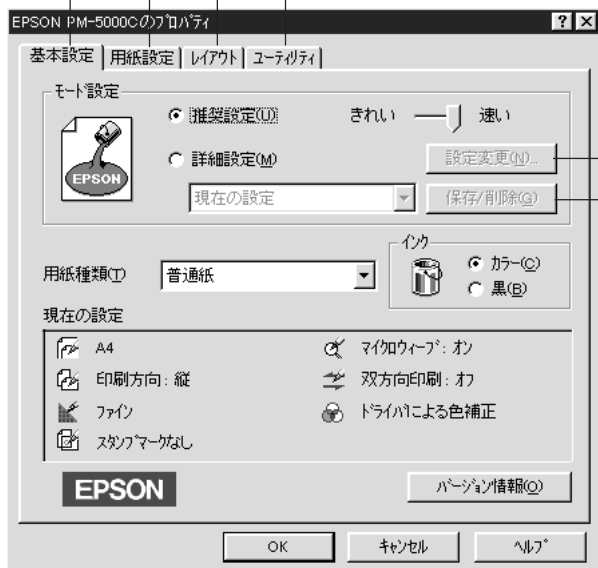 EPSON PM-5000Cのﾌﾟﾛﾊﾟﾃｨ
基本設定 用紙設定 ﾚｲｱｳﾄ ﾕｰﾃｨﾘﾃｨ
ﾓｰﾄﾞ設定
推奨設定(U) きれい 速い
EPSON
詳細設定(M) 設定変更(N)...
現在の設定 保存/削除(G)
用紙種類(T) 普通紙
ｲﾝｸ
ｶﾗｰ(C)
黒(B)
現在の設定
A4 ﾏｲｸﾛｳｨｰﾌﾞ: ｵﾝ
印刷方向: 縦 双方向印刷: ｵﾌ
ﾌｧｲﾝ ﾄﾞﾗｲﾊﾞによる色補正
ｽﾀﾝﾌﾟﾏｰｸなし
EPSON ﾊﾞｰｼﾞｮﾝ情報(O)
OK ｷｬﾝｾﾙ ﾍﾙﾌﾟ